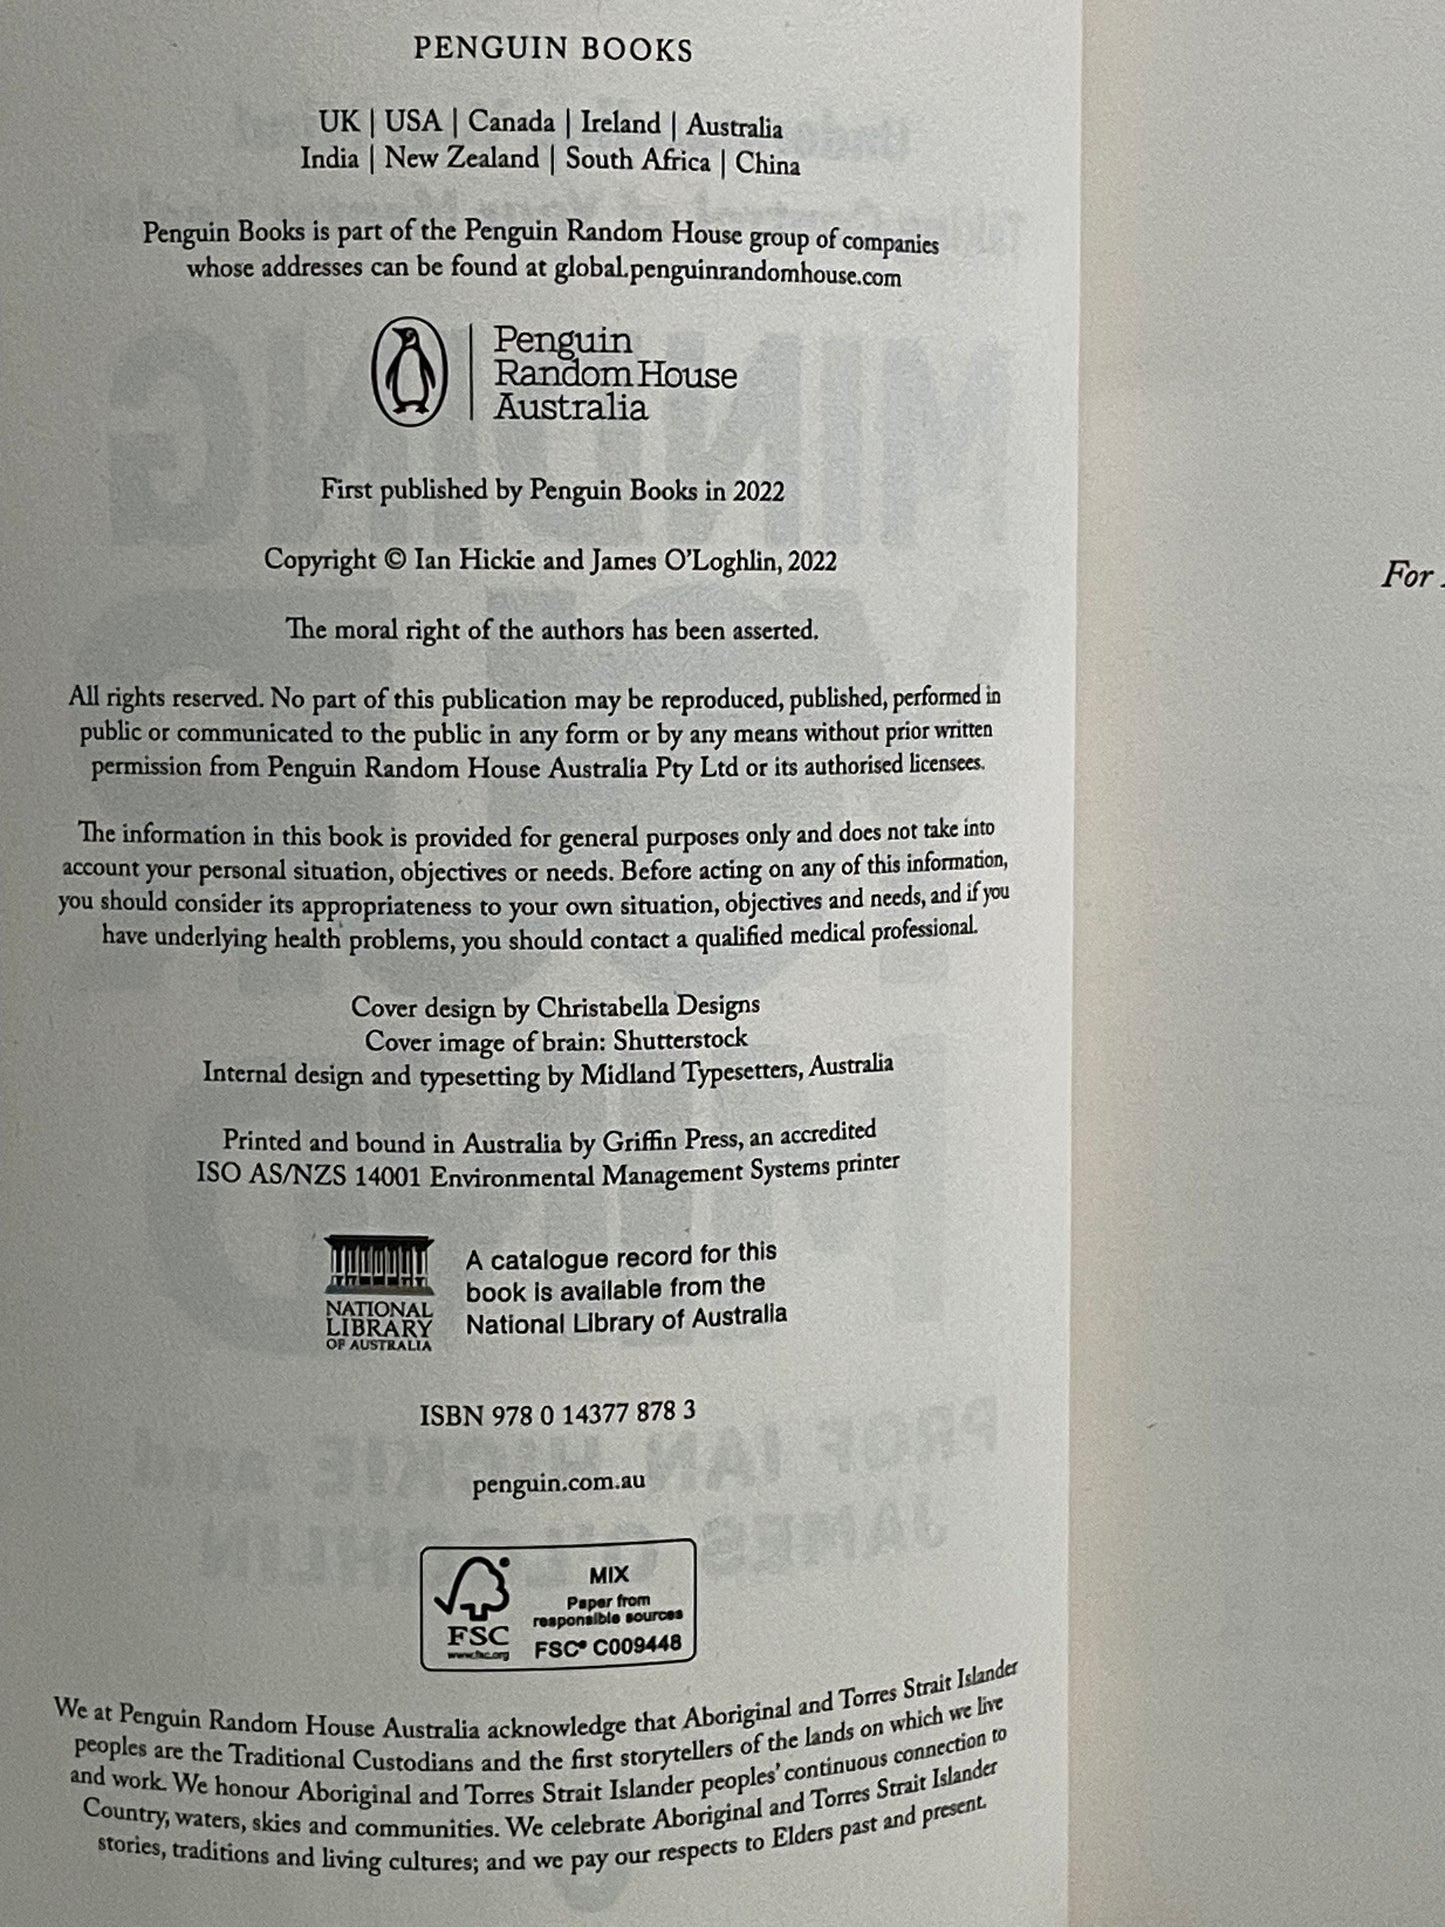 PENGUIN BOOKS
UK | USA | Canada | Ireland | Australia
India | New Zealand | South Africa | China
Penguin Books is part of the Penguin Random House group of companies
whose addresses can be found at global.penguinrandomhouse.com
Penguin
Random House
Australia
First published by Penguin Books in 2022
Copyright © Ian Hickie and James O'Loghlin, 2022
The moral right of the authors has been asserted.
All rights reserved. No part of this publication may be reproduced, published, performed in
public or communicated to the public in any form or by any means without prior written
permission from Penguin Random House Australia Pty Ltd or its authorised licensees.
The information in this book is provided for general purposes only and does not take into
account your personal situation, objectives or needs. Before acting on any of this information,
you should consider its appropriateness to your own situation, objectives and needs, and if you
have underlying health problems, you should contact a qualified medical professional.
Cover design by Christabella Designs
Cover image of brain: Shutterstock
Internal design and typesetting by Midland Typesetters, Australia
Printed and bound in Australia by Griffin Press, an accredited
ISO AS/NZS 14001 Environmental Management Systems printer
NATIONAL
LIBRARY
OF AUSTRALIA
A catalogue record for this
book is available from the
National Library of Australia
ISBN 978 0 14377 878 3
penguin.com.au
FSC
www.fsc.org
MIX
Paper from
responsible sources
FSC® C009448
We at Penguin Random House Australia acknowledge that Aboriginal and Torres Strait Islander
peoples are the Traditional Custodians and the first storytellers of the lands on which we live
and work. We honour Aboriginal and Torres Strait Islander peoples' continuous connection to
Country, waters, skies and communities. We celebrate Aboriginal and Torres Strait Islander
stories, traditions and living cultures; and we pay our respects to Elders past and present.
For